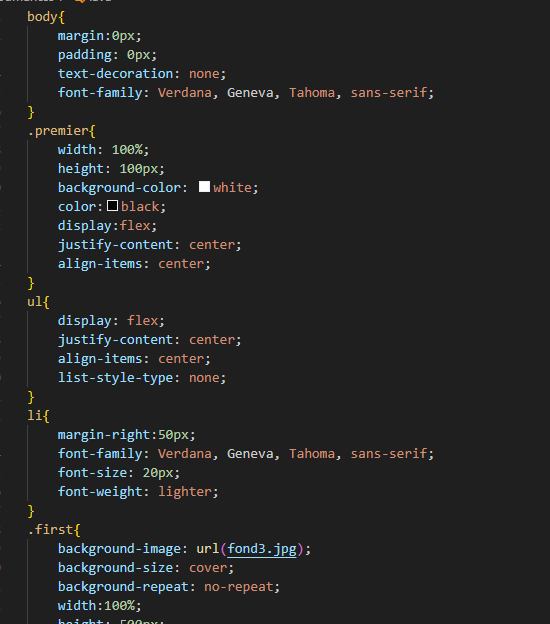 body{
margin:0px;
padding: 0px;
text-decoration: none;
font-family: Verdana, Geneva, Tahoma, sans-serif;
}
.premier{
width: 100%;
height: 100px;
background-color: white;
color:black;
display:flex;
justify-content: center;
align-items: center;
}
ul{
display: flex;
justify-content: center;
align-items: center;
list-style-type: none;
}
li{
margin-right:50px;
font-family: Verdana, Geneva, Tahoma, sans-serif;
font-size: 20px;
font-weight: lighter;
}
.first{
background-image: url(fond3.jpg);
background-size: cover;
background-repeat: no-repeat;
width:100%;
height: 500px;